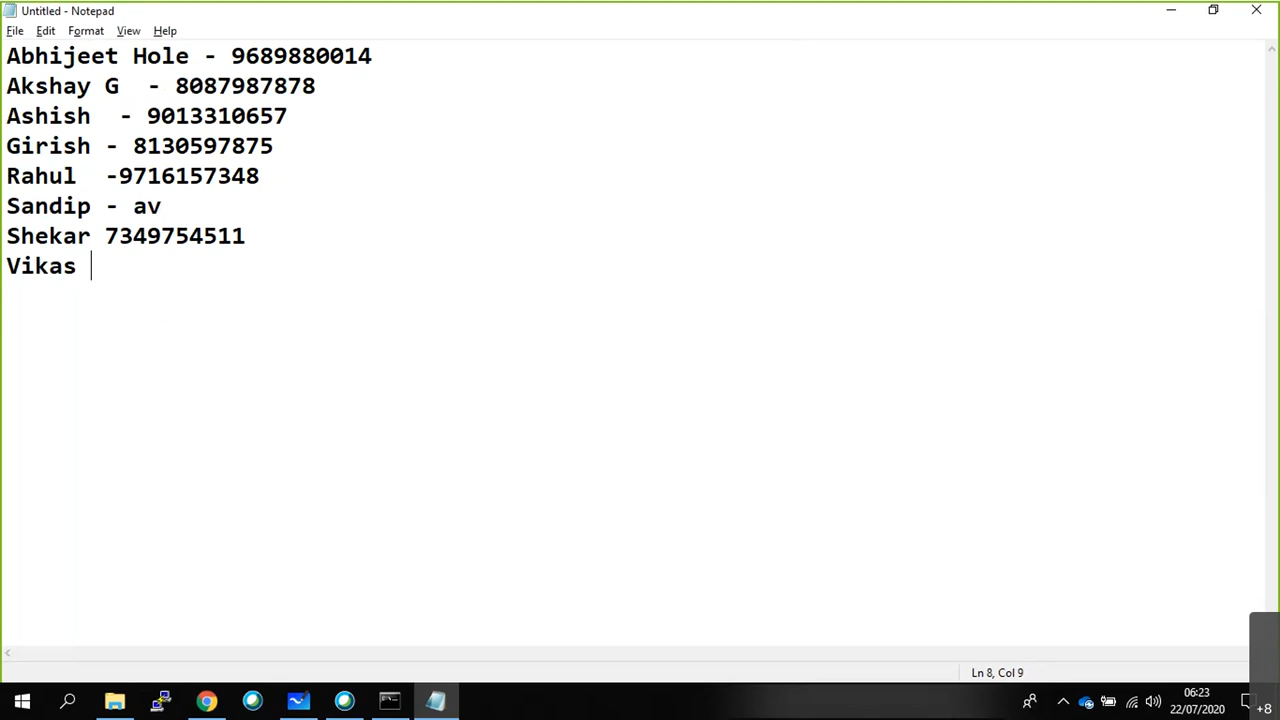 Untitled - Notepad
File Edit Format View Help
Abhijeet Hole - 9689880014
Akshay G  - 8087987878
Ashish  - 9013310657
Girish - 8130597875
Rahul  -9716157348
Sandip - av
Shekar 7349754511
Vikas
Ln 8, Col 9
06:23
22/07/2020
+8